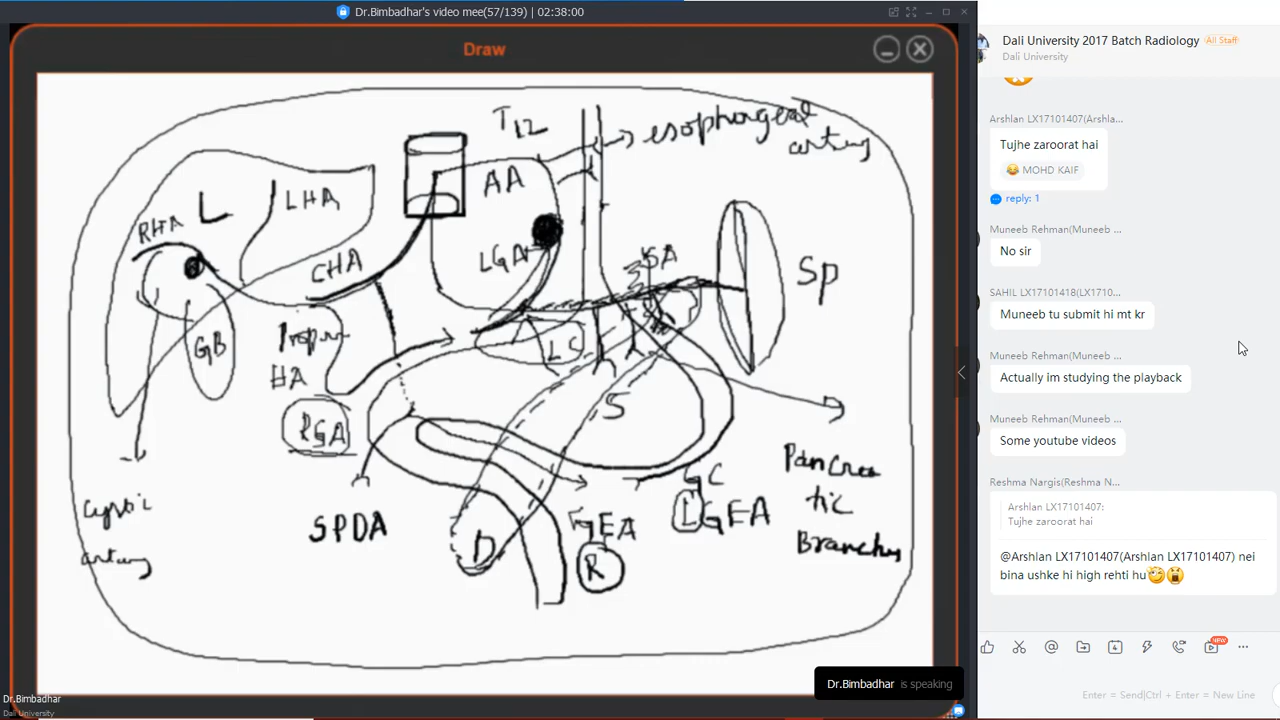 Dr.Bimbadhar's video mee(57/139) | 02:38:00
Draw
T12
esophargeal
artery
AA
L
LHA
RHA
CHA
LGA
SA
Sp
GB
Proper
HA
LC
RGA
S
GC
LGEA
Pancrea
tic
Branches
SPDA
GEA
R
D
cystic
artery
Dr.Bimbadhar is speaking
Dr.Bimbadhar
Dali University
Dali University 2017 Batch Radiology All Staff
Dali University
Arshlan LX17101407(Arshla...
Tujhe zaroorat hai
MOHD KAIF
reply: 1
Muneeb Rehman(Muneeb ...
No sir
SAHIL LX17101418(LX1710...
Muneeb tu submit hi mt kr
Muneeb Rehman(Muneeb ...
Actually im studying the playback
Muneeb Rehman(Muneeb ...
Some youtube videos
Reshma Nargis(Reshma N...
Arshlan LX17101407:
Tujhe zaroorat hai
@Arshlan LX17101407(Arshlan LX17101407) nei
bina ushke hi high rehti hu
NEW
Enter = Send|Ctrl + Enter = New Line